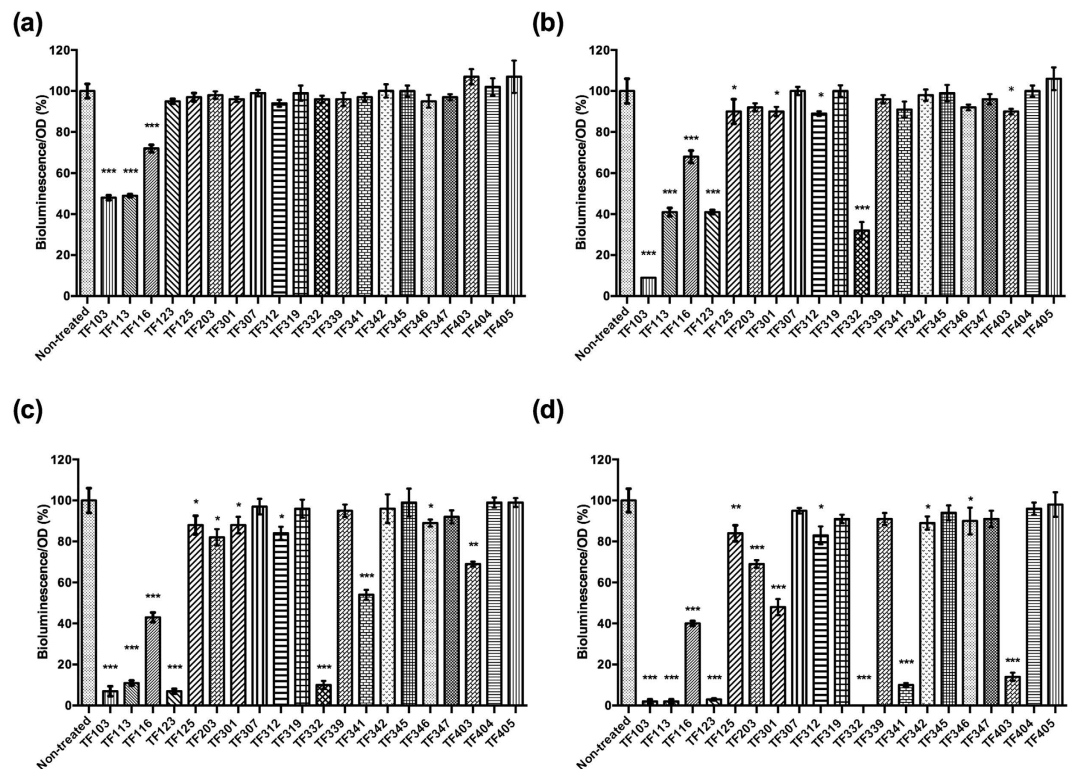 (a)
Bioluminescence/OD (%)
120
100
80
60
40
20
0
*** *** ***
Non-treated TF103 TF113 TF116 TF123 TF125 TF203 TF301 TF307 TF312 TF319 TF332 TF339 TF341 TF342 TF345 TF346 TF347 TF403 TF404 TF405
(b)
Bioluminescence/OD (%)
120
100
80
60
40
20
0
*** *** *** *** * * * *** *
Non-treated TF103 TF113 TF116 TF123 TF125 TF203 TF301 TF307 TF312 TF319 TF332 TF339 TF341 TF342 TF345 TF346 TF347 TF403 TF404 TF405
(c)
Bioluminescence/OD (%)
120
100
80
60
40
20
0
*** *** *** *** * * * * *** *** * **
Non-treated TF103 TF113 TF116 TF123 TF125 TF203 TF301 TF307 TF312 TF319 TF332 TF339 TF341 TF342 TF345 TF346 TF347 TF403 TF404 TF405
(d)
Bioluminescence/OD (%)
120
100
80
60
40
20
0
*** *** *** *** ** *** *** * *** *** * * ***
Non-treated TF103 TF113 TF116 TF123 TF125 TF203 TF301 TF307 TF312 TF319 TF332 TF339 TF341 TF342 TF345 TF346 TF347 TF403 TF404 TF405